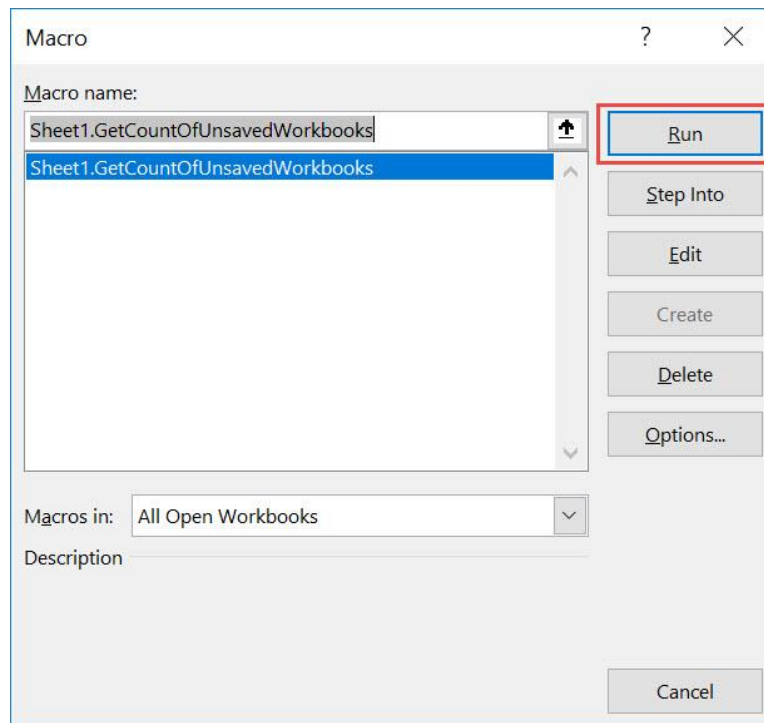 Macro ?
Macro name:
Sheet1.GetCountOfUnsavedWorkbooks
Sheet1.GetCountOfUnsavedWorkbooks
Run
Step Into
Edit
Create
Delete
Options...
Macros in: All Open Workbooks
Description
Cancel